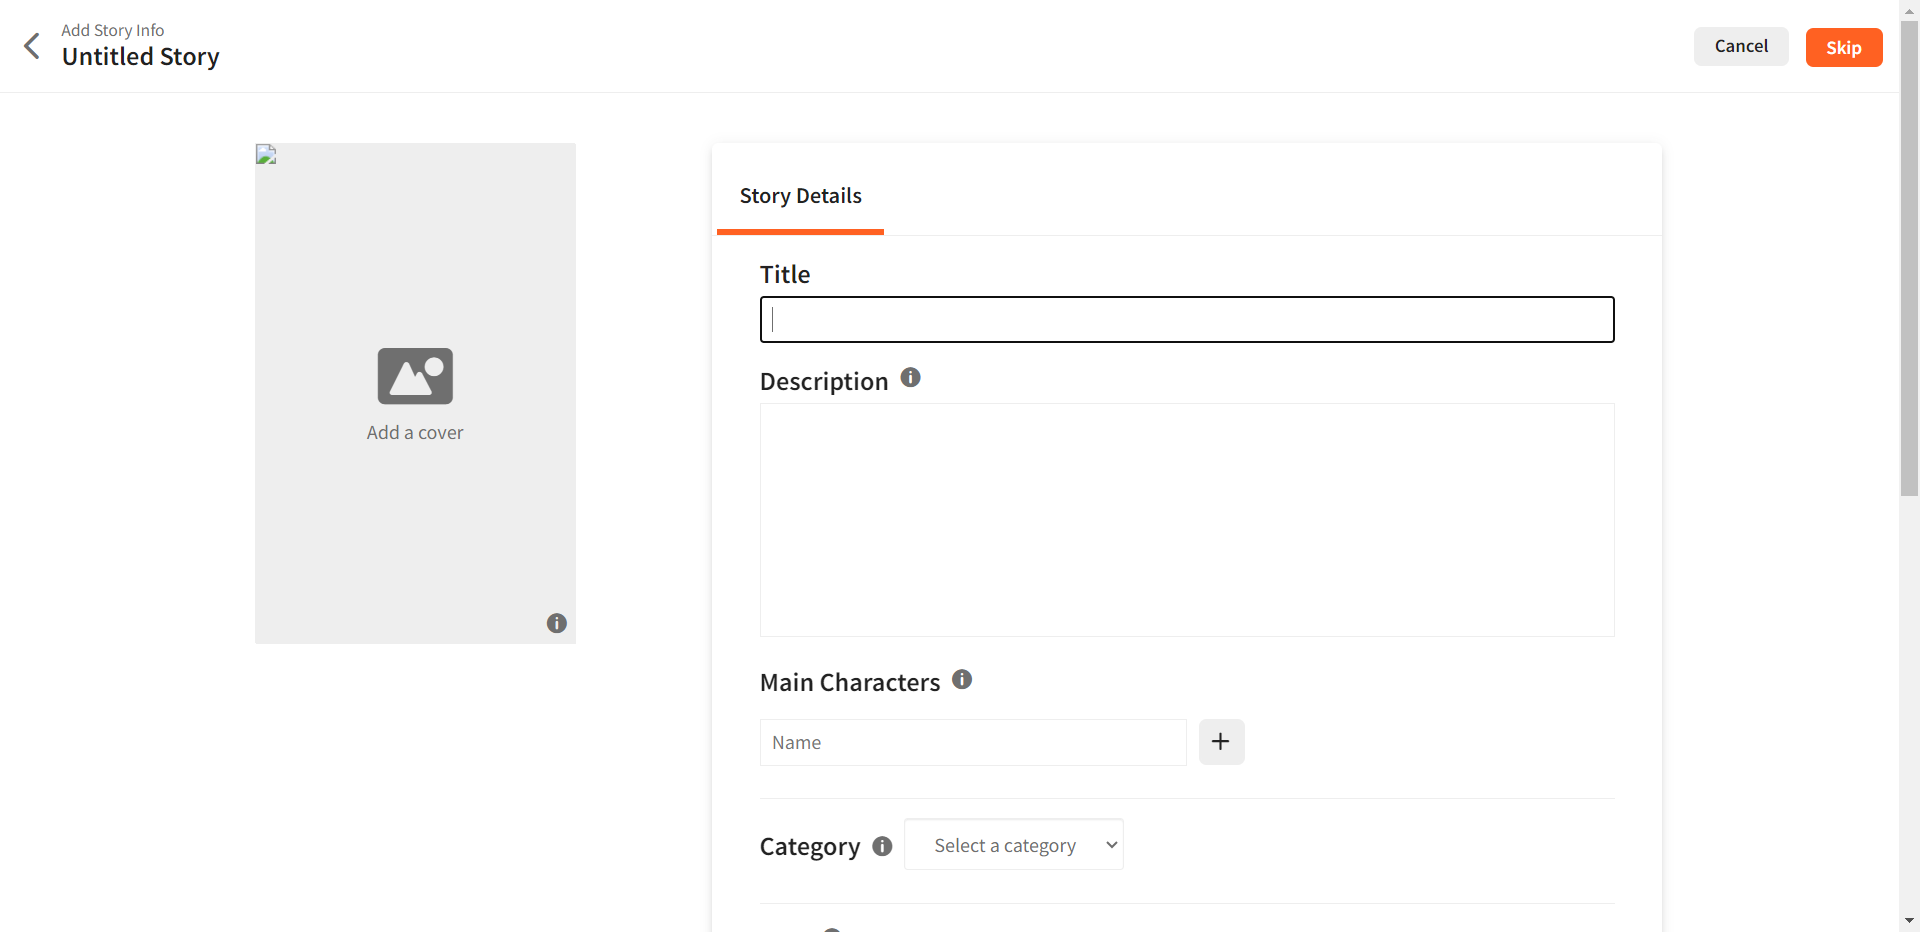 Add Story Info
Untitled Story
Cancel
Skip
Add a cover
Story Details
Title
Description
Main Characters
Name
Category
Select a category